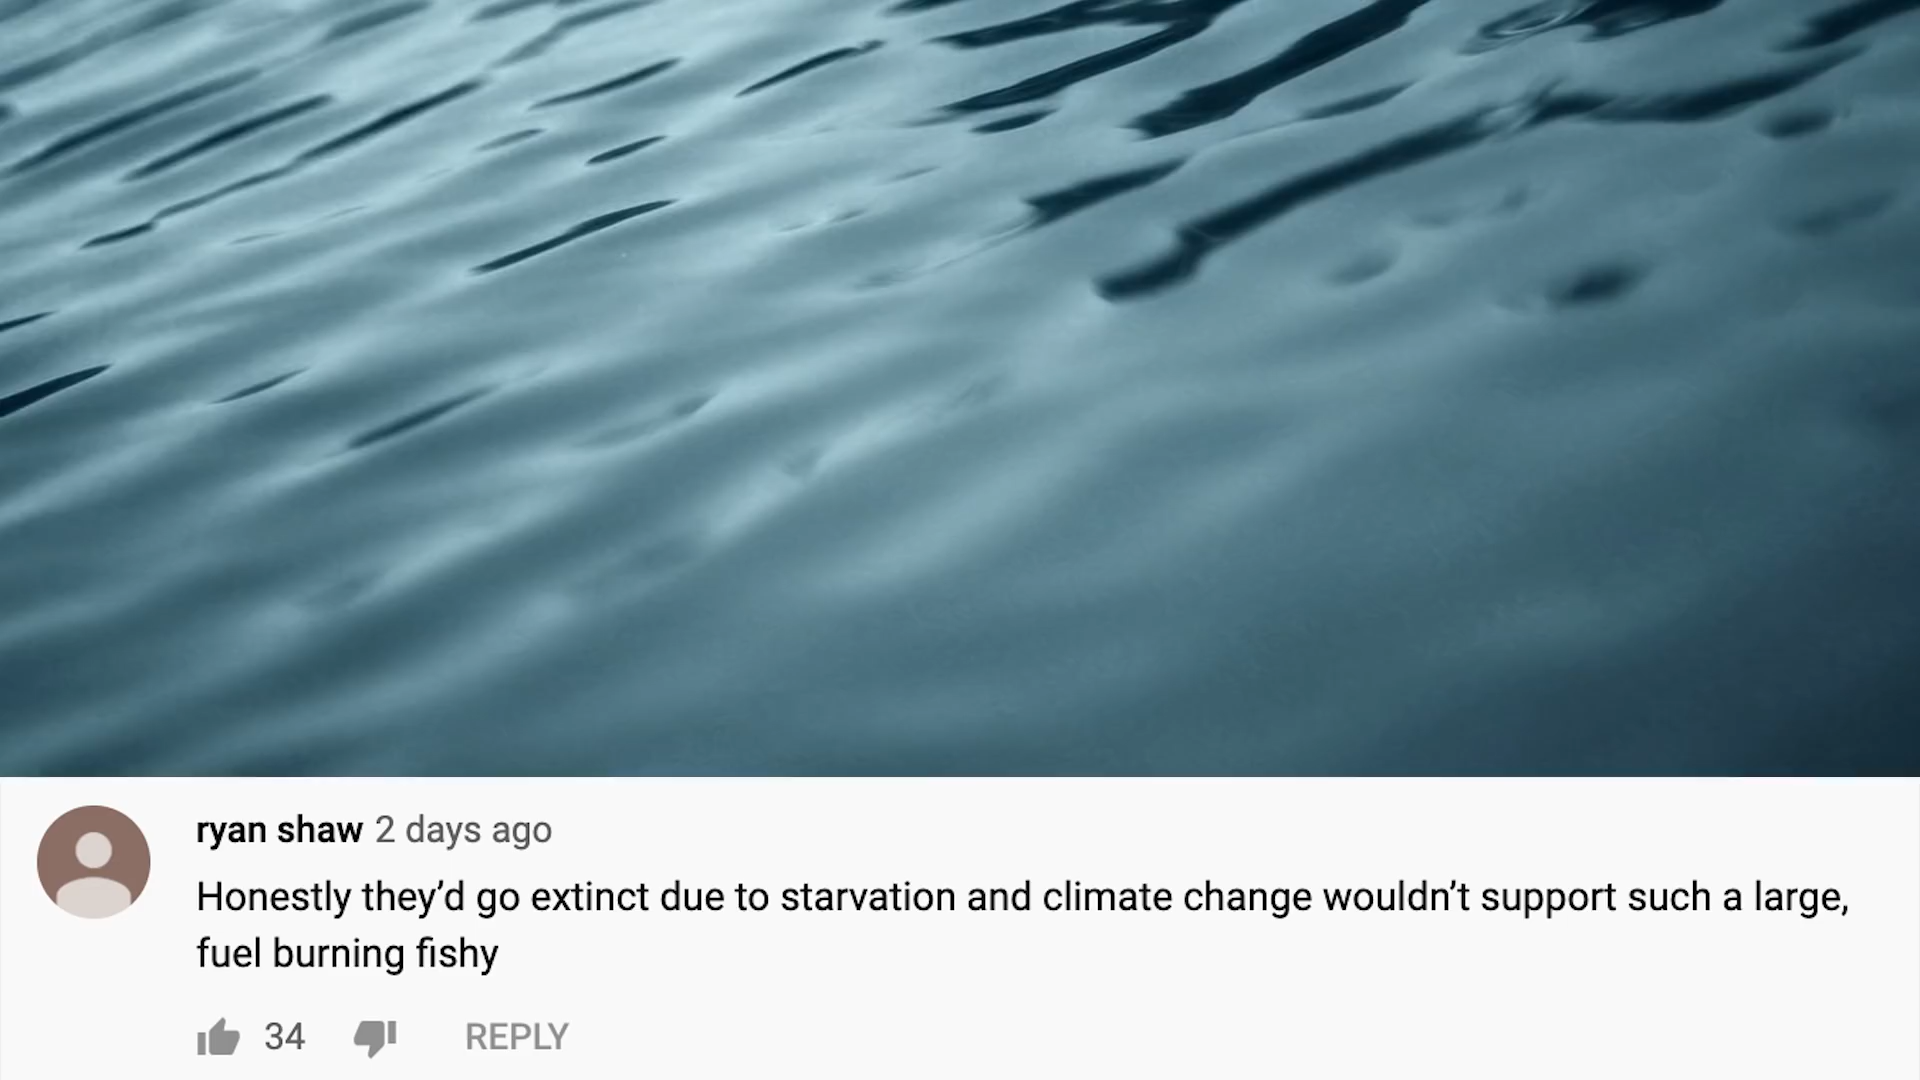 ryan shaw 2 days ago
Honestly they’d go extinct due to starvation and climate change wouldn’t support such a large,
fuel burning fishy
34 REPLY